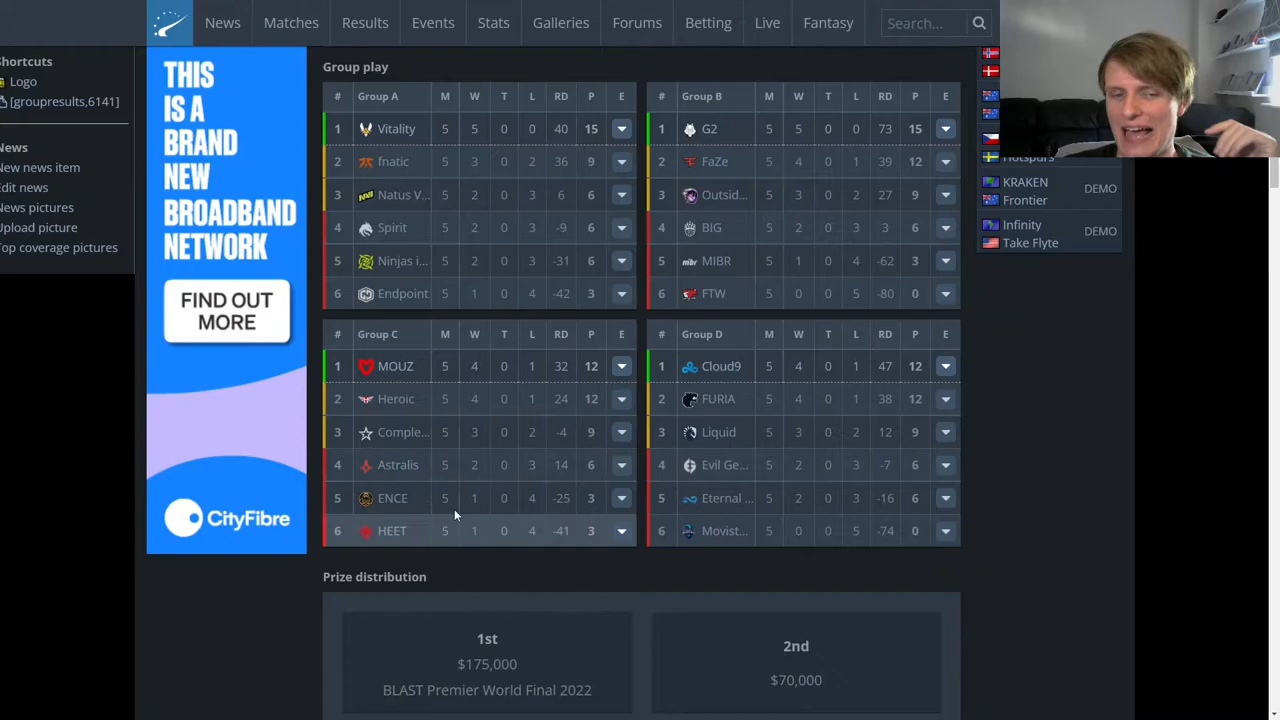 News Matches Results Events Stats Galleries Forums Betting Live Fantasy Search...
Shortcuts
Logo
[groupresults,6141]
News
New news item
Edit news
News pictures
Upload picture
Top coverage pictures
THIS
IS A
BRAND
NEW
BROADBAND
NETWORK
FIND OUT
MORE
CityFibre
Group play
# Group A M W T L RD P E
1 Vitality 5 5 0 0 40 15
2 fnatic 5 3 0 2 36 9
3 Natus V... 5 2 0 3 6 6
4 Spirit 5 2 0 3 -9 6
5 Ninjas i... 5 2 0 3 -31 6
6 Endpoint 5 1 0 4 -42 3
# Group B M W T L RD P E
1 G2 5 5 0 0 73 15
2 FaZe 5 4 0 1 39 12
3 Outsid... 5 3 0 2 27 9
4 BIG 5 2 0 3 3 6
5 mibr MIBR 5 1 0 4 -62 3
6 FTW 5 0 0 5 -80 0
# Group C M W T L RD P E
1 MOUZ 5 4 0 1 32 12
2 Heroic 5 4 0 1 24 12
3 Comple... 5 3 0 2 -4 9
4 Astralis 5 2 0 3 14 6
5 ENCE 5 1 0 4 -25 3
6 HEET 5 1 0 4 -41 3
# Group D M W T L RD P E
1 Cloud9 5 4 0 1 47 12
2 FURIA 5 4 0 1 38 12
3 Liquid 5 3 0 2 12 9
4 Evil Ge... 5 2 0 3 -7 6
5 Eternal ... 5 2 0 3 -16 6
6 Movist... 5 0 0 5 -74 0
Prize distribution
1st
$175,000
BLAST Premier World Final 2022
2nd
$70,000
Hotspurs
KRAKEN
Frontier
DEMO
Infinity
Take Flyte
DEMO